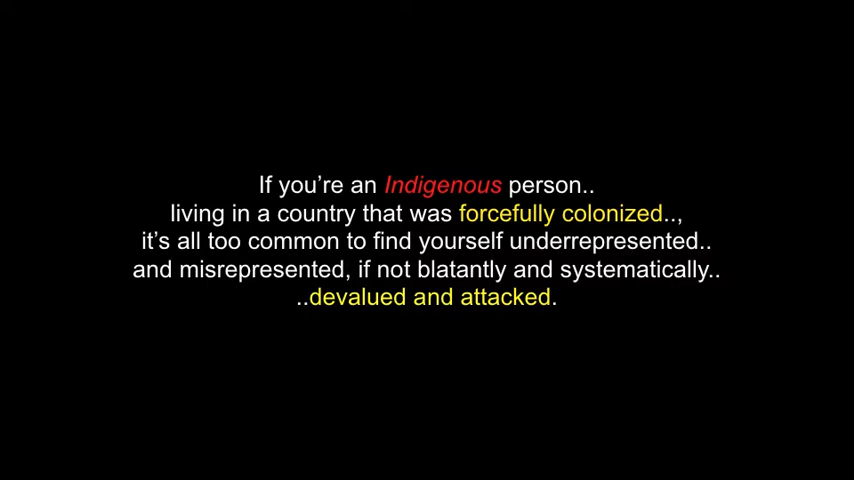 If you’re an Indigenous person..
living in a country that was forcefully colonized..,
it’s all too common to find yourself underrepresented..
and misrepresented, if not blatantly and systematically..
..devalued and attacked.